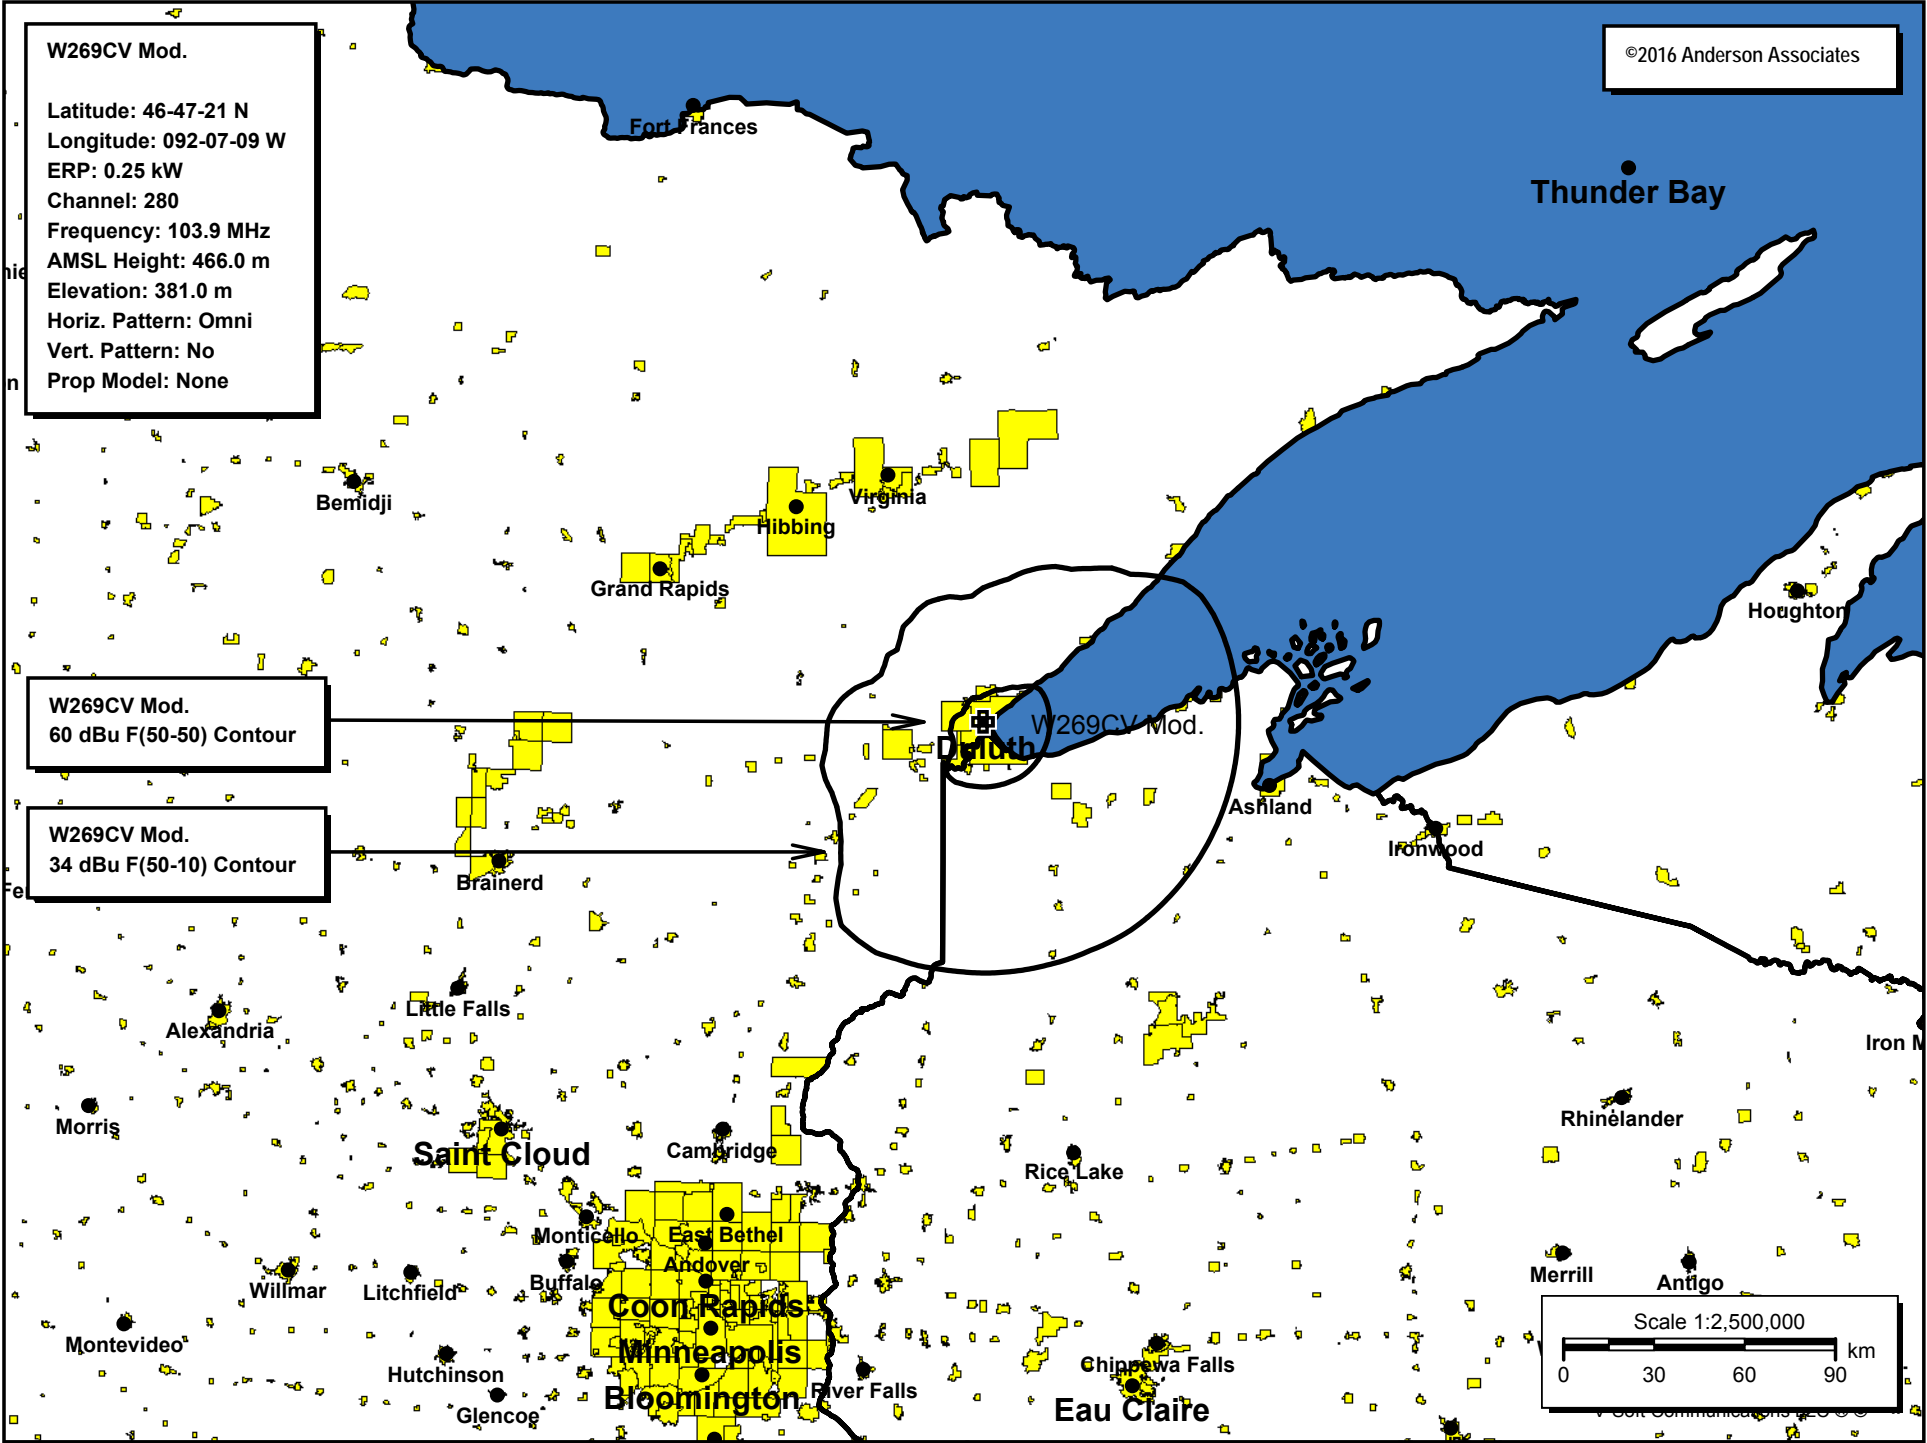 W269CV Mod.
Latitude: 46-47-21 N
Longitude: 092-07-09 W
ERP: 0.25 kW
Channel: 280
Frequency: 103.9 MHz
AMSL Height: 466.0 m
Elevation: 381.0 m
Horiz. Pattern: Omni
Vert. Pattern: No
Prop Model: None
©2016 Anderson Associates
Fort Frances
Thunder Bay
Bemidji
Virginia
Hibbing
Grand Rapids
Houghton
W269CV Mod.
60 dBu F(50-50) Contour
W269CV Mod.
Duluth
Ashland
W269CV Mod.
34 dBu F(50-10) Contour
Ironwood
Brainerd
Little Falls
Alexandria
Iron M
Morris
Rhinelander
Saint Cloud
Cambridge
Rice Lake
Monticello
East Bethel
Andover
Buffalo
Willmar
Litchfield
Merrill
Antigo
Coon Rapids
Montevideo
Minneapolis
Hutchinson
Chippewa Falls
Bloomington
River Falls
Glencoe
Eau Claire
Scale 1:2,500,000
0 30 60 90 km